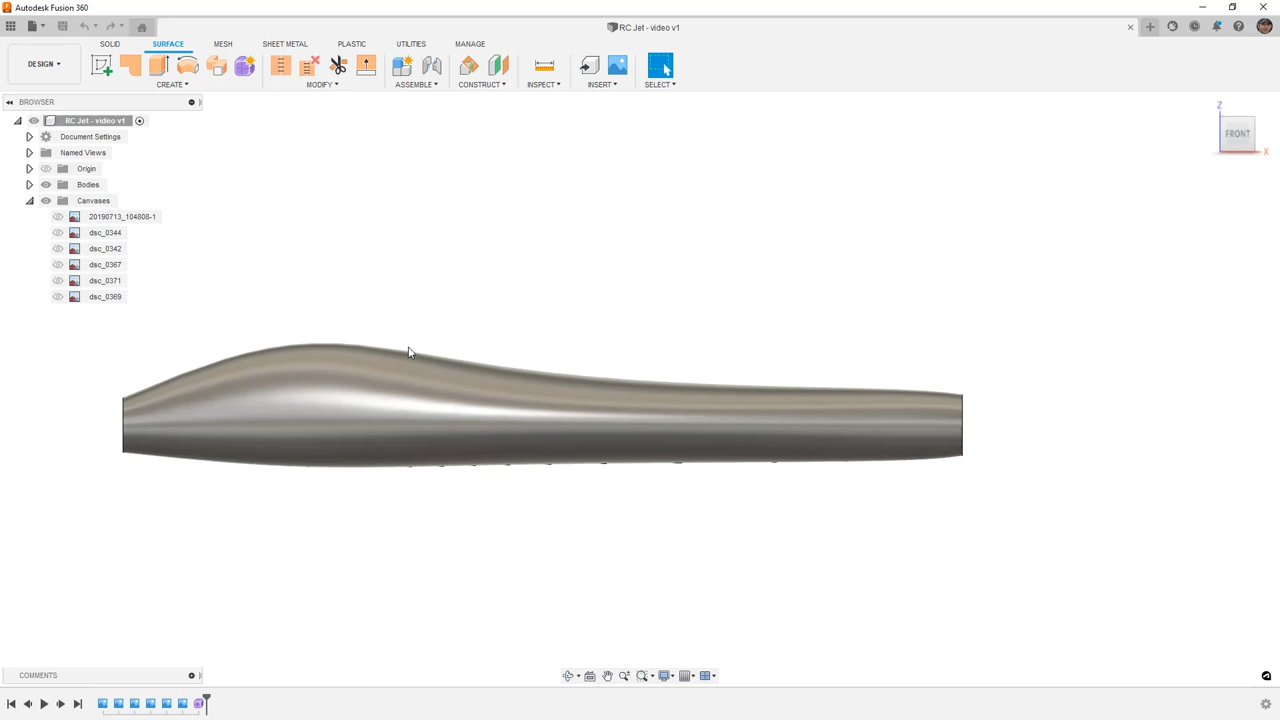 Autodesk Fusion 360
RC Jet - video v1
DESIGN
SOLID SURFACE MESH SHEET METAL PLASTIC UTILITIES MANAGE
CREATE MODIFY ASSEMBLE CONSTRUCT INSPECT INSERT SELECT
BROWSER
RC Jet - video v1
Document Settings
Named Views
Origin
Bodies
Canvases
20190713_104808-1
dsc_0344
dsc_0342
dsc_0367
dsc_0371
dsc_0369
Z
FRONT
X
COMMENTS